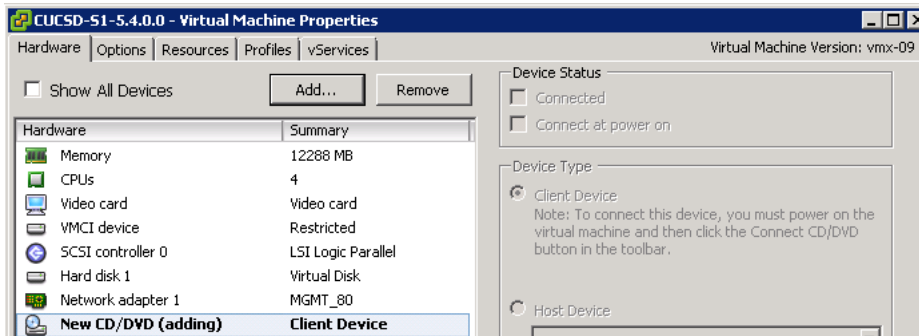 CUCSD-S1-5.4.0.0 - Virtual Machine Properties
Hardware Options Resources Profiles vServices Virtual Machine Version: vmx-09
Show All Devices Add... Remove
Hardware Summary
Memory 12288 MB
CPUs 4
Video card Video card
VMCI device Restricted
SCSI controller 0 LSI Logic Parallel
Hard disk 1 Virtual Disk
Network adapter 1 MGMT_80
New CD/DVD (adding) Client Device
Device Status
Connected
Connect at power on
Device Type
Client Device
Note: To connect this device, you must power on the
virtual machine and then click the Connect CD/DVD
button in the toolbar.
Host Device